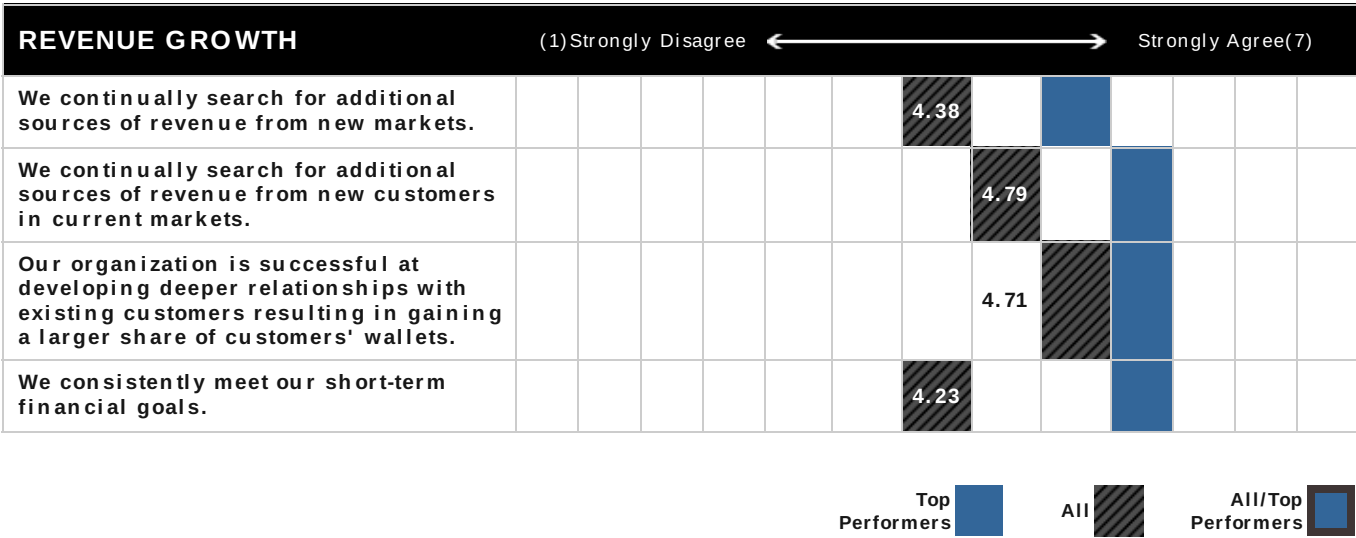 REVENUE GROWTH (1)Strongly Disagree Strongly Agree(7)
We continually search for additional
sources of revenue from new markets.
4.38
We continually search for additional
sources of revenue from new customers
in current markets.
4.79
Our organization is successful at
developing deeper relationships with
existing customers resulting in gaining
a larger share of customers' wallets.
4.71
We consistently meet our short-term
financial goals.
4.23
Top
Performers
All
All/Top
Performers